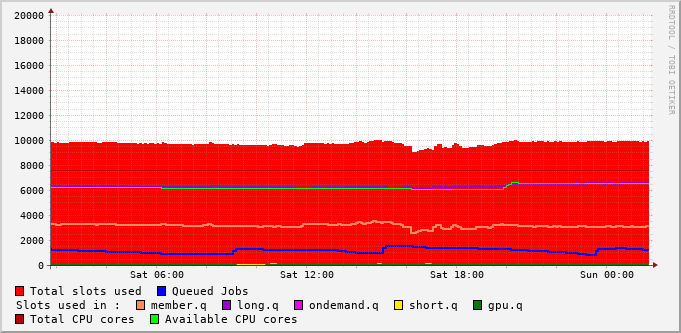 RRDTOOL / TOBI OETIKER
20000
18000
16000
14000
12000
10000
8000
6000
4000
2000
0
Sat 06:00 Sat 12:00 Sat 18:00 Sun 00:00
Total slots used Queued Jobs
Slots used in : member.q long.q ondemand.q short.q gpu.q
Total CPU cores Available CPU cores